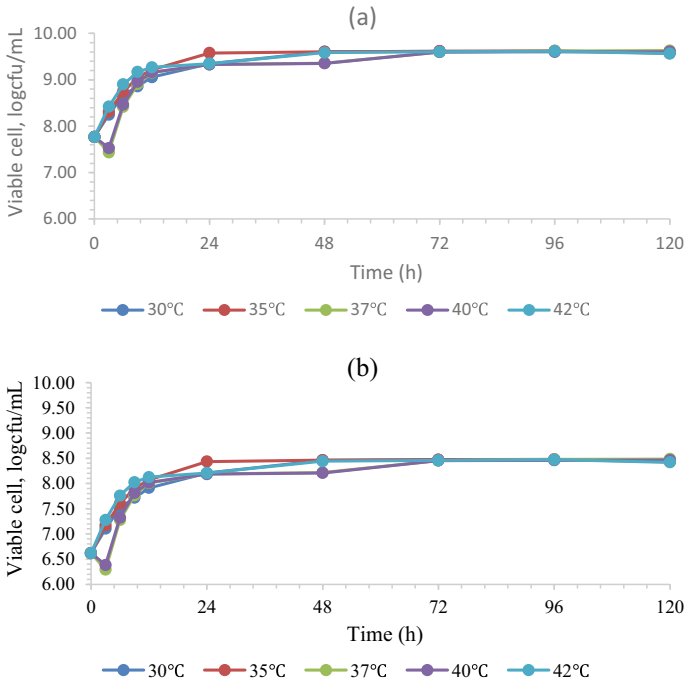 (a)
Viable cell, logcfu/mL
10.00
9.00
8.00
7.00
6.00
0 24 48 72 96 120
Time (h)
30℃ 35℃ 37℃ 40℃ 42℃
(b)
Viable cell, logcfu/mL
10.00
9.50
9.00
8.50
8.00
7.50
7.00
6.50
6.00
0 24 48 72 96 120
Time (h)
30℃ 35℃ 37℃ 40℃ 42℃